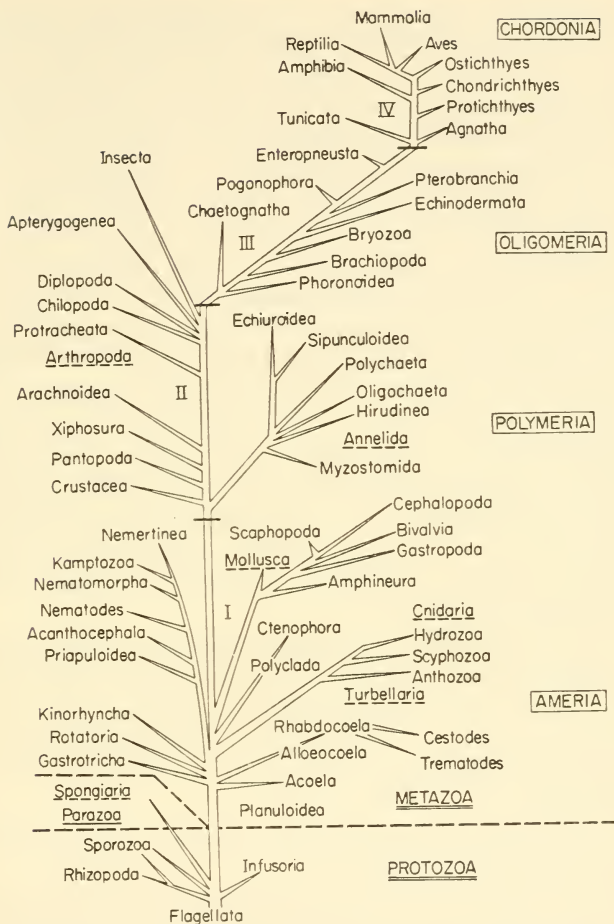 Mammolia
CHORDONIA
Reptilia
Aves
Amphibia
Ostichthyes
Chondrichthyes
IV
Protichthyes
Tunicata
Agnatha
Insecta
Enteropneusta
Pogonophora
Pterobranchia
Apterygogenea
Chaetognatha
Echinodermata
III
Bryozoa
OLIGOMERIA
Brachiopoda
Diplopoda
Phoronoidea
Chilopoda
Echiuroidea
Protracheata
Sipunculoidea
Arthropoda
Polychaeta
II
Arachnoidea
Oligochaeta
Hirudinea
Xiphosura
Annelida
POLYMERIA
Pantopoda
Myzostomida
Crustacea
Cephalopoda
Nemertinea
Scaphopoda
Bivalvia
Kamptozoa
Mollusca
Gastropoda
Nematomorpha
Amphineura
Nematodes
I
Ctenophora
Cnidaria
Acanthocephala
Hydrozoa
Priapuloidea
Polyclada
Scyphozoa
Anthozoa
Turbellaria
AMERIA
Kinorhyncha
Rhabdocoela
Rotatoria
Cestodes
Alloeocoela
Gastrotricha
Trematodes
Acoela
Spongiaria
METAZOA
Parazoa
Planuloidea
Sporozoa
Infusoria
PROTOZOA
Rhizopoda
Flagellata